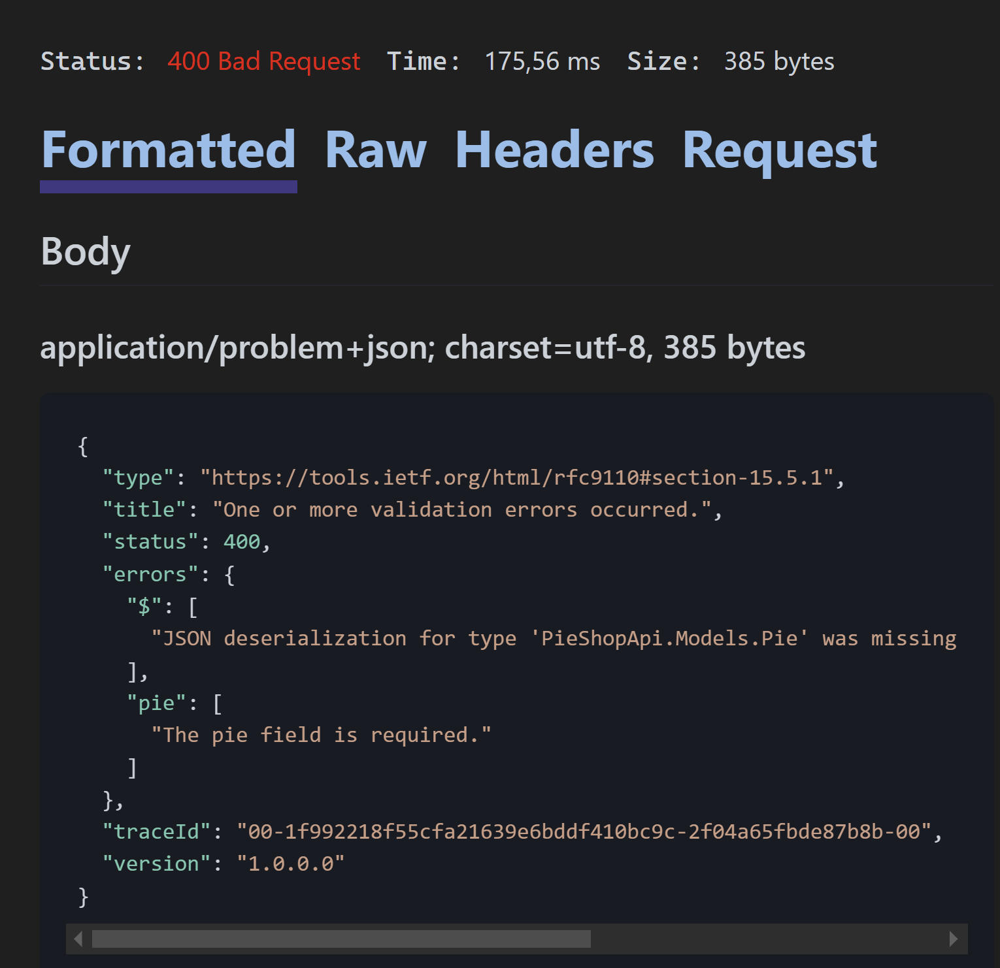 Status: 400 Bad Request Time: 175,56 ms Size: 385 bytes
Formatted Raw Headers Request
Body
application/problem+json; charset=utf-8, 385 bytes
{
  "type": "https://tools.ietf.org/html/rfc9110#section-15.5.1",
  "title": "One or more validation errors occurred.",
  "status": 400,
  "errors": {
    "$": [
      "JSON deserialization for type 'PieShopApi.Models.Pie' was missing
    ],
    "pie": [
      "The pie field is required."
    ]
  },
  "traceId": "00-1f992218f55cfa21639e6bddf410bc9c-2f04a65fbde87b8b-00",
  "version": "1.0.0.0"
}